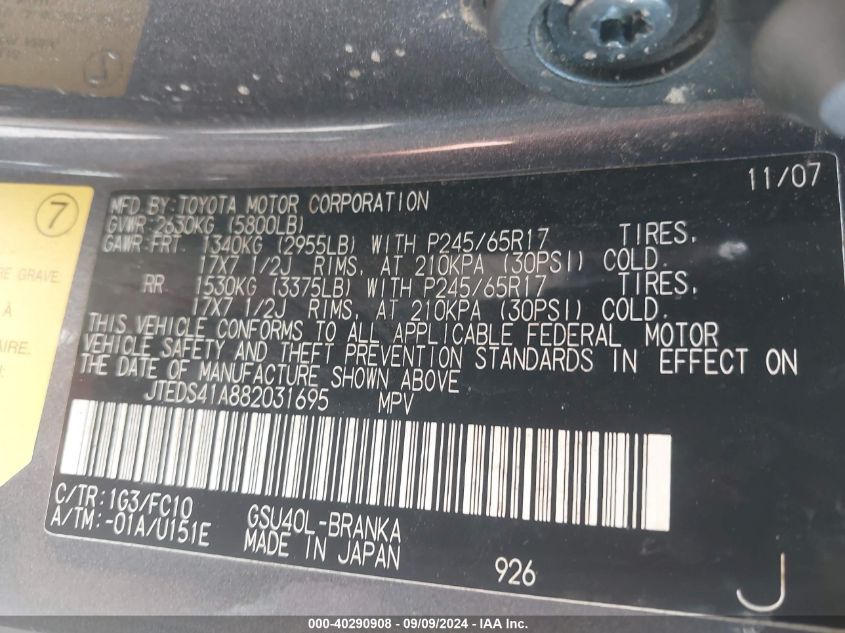 7
RE GRAVE.
À
AIRE.
11/07
MFD BY: TOYOTA MOTOR CORPORATION
GVWR: 2630KG (5800LB)
GAWR: FRT 1340KG (2955LB) WITH P245/65R17 TIRES,
17X7 1/2J RIMS, AT 210KPA (30PSI) COLD.
RR 1530KG (3375LB) WITH P245/65R17 TIRES,
17X7 1/2J RIMS, AT 210KPA (30PSI) COLD.
THIS VEHICLE CONFORMS TO ALL APPLICABLE FEDERAL MOTOR
VEHICLE SAFETY AND THEFT PREVENTION STANDARDS IN EFFECT ON
THE DATE OF MANUFACTURE SHOWN ABOVE
JTEDS41A882031695 MPV
C/TR: 1G3/FC10
A/TM: -01A/U151E
GSU40L-BRANKA
MADE IN JAPAN
926
J
000-40290908 - 09/09/2024 - IAA Inc.